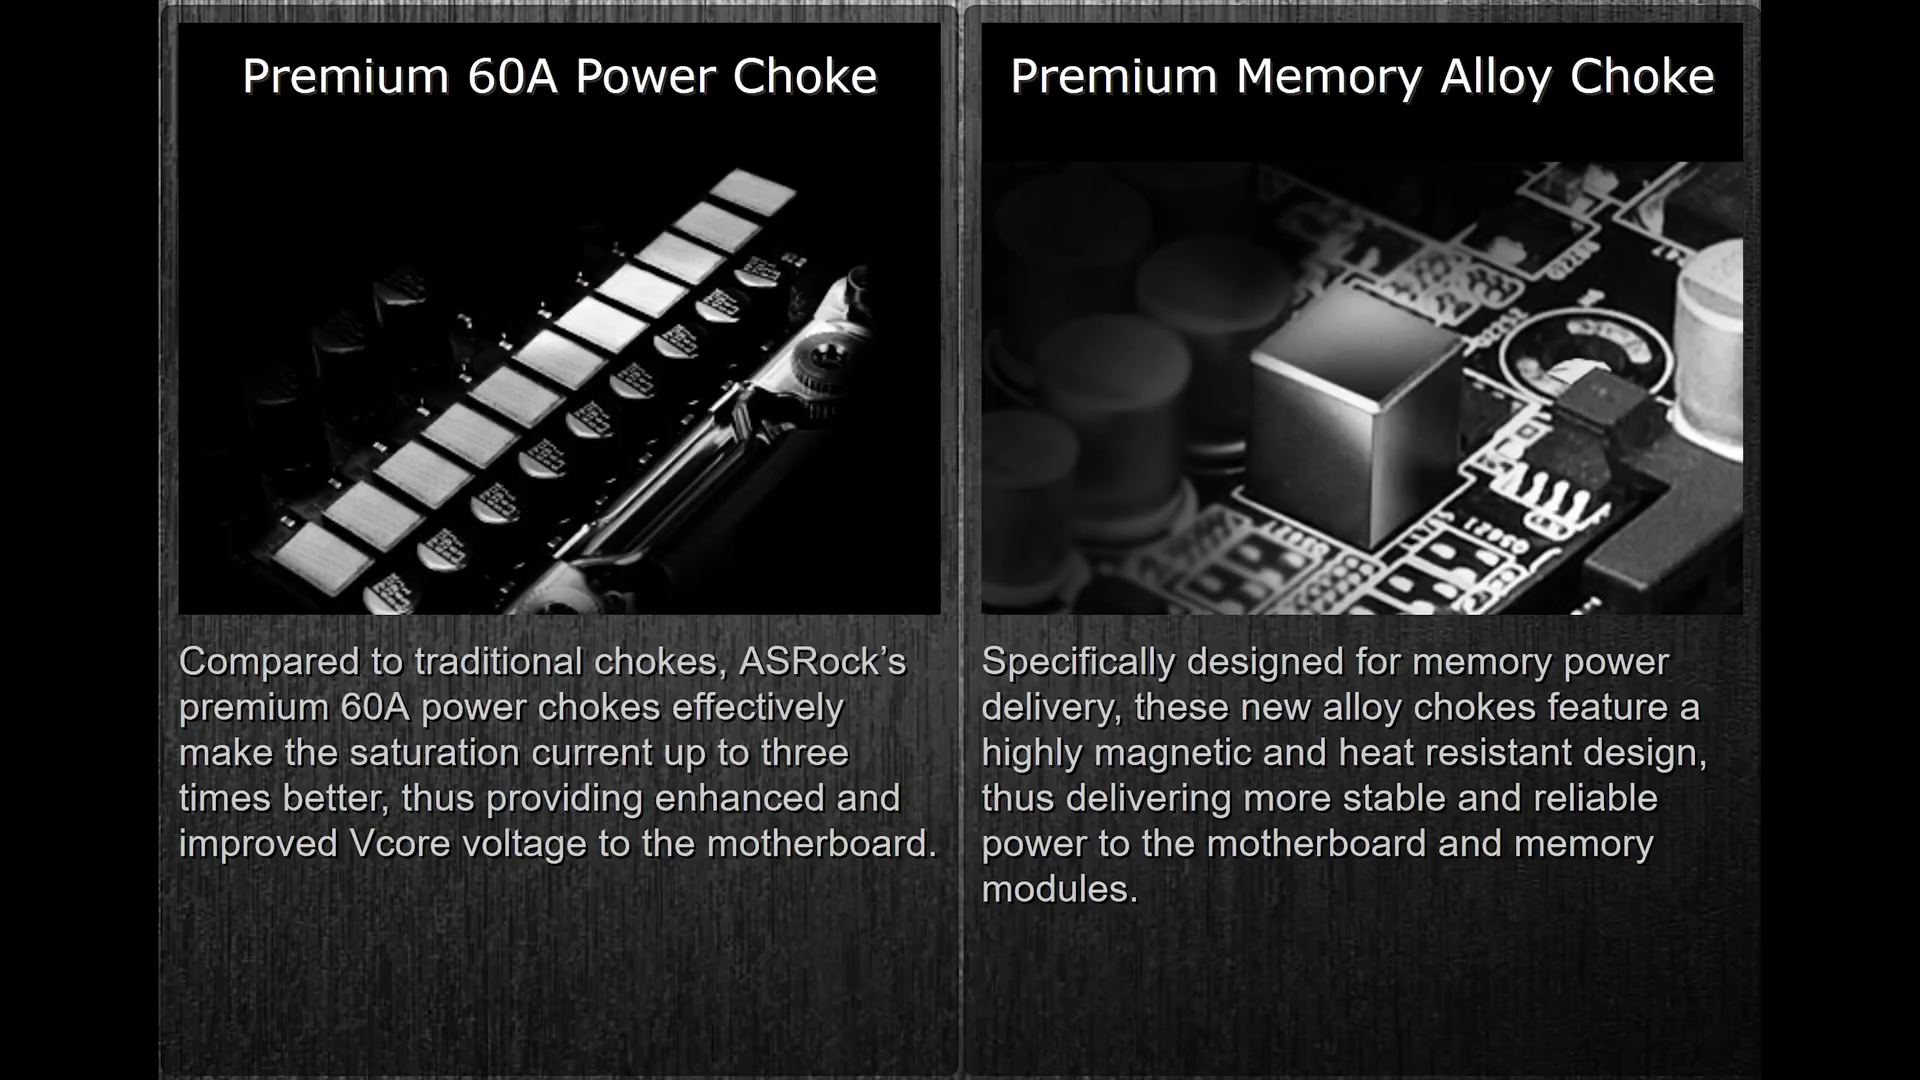 Premium 60A Power Choke
Compared to traditional chokes, ASRock’s
premium 60A power chokes effectively
make the saturation current up to three
times better, thus providing enhanced and
improved Vcore voltage to the motherboard.
Premium Memory Alloy Choke
Specifically designed for memory power
delivery, these new alloy chokes feature a
highly magnetic and heat resistant design,
thus delivering more stable and reliable
power to the motherboard and memory
modules.